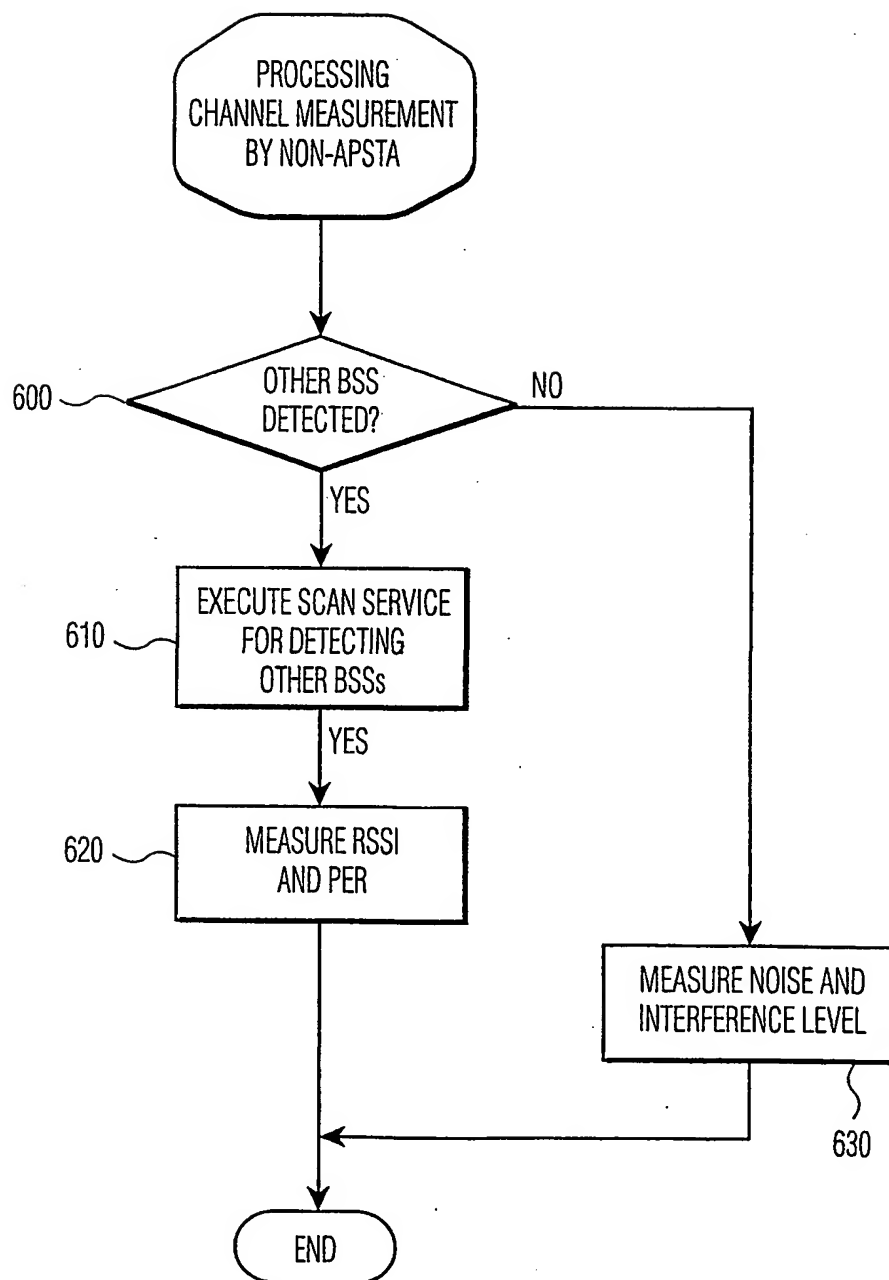 PROCESSING
CHANNEL MEASUREMENT
BY NON-APSTA
600
OTHER BSS
DETECTED?
NO
YES
610
EXECUTE SCAN SERVICE
FOR DETECTING
OTHER BSSs
YES
620
MEASURE RSSI
AND PER
MEASURE NOISE AND
INTERFERENCE LEVEL
630
END